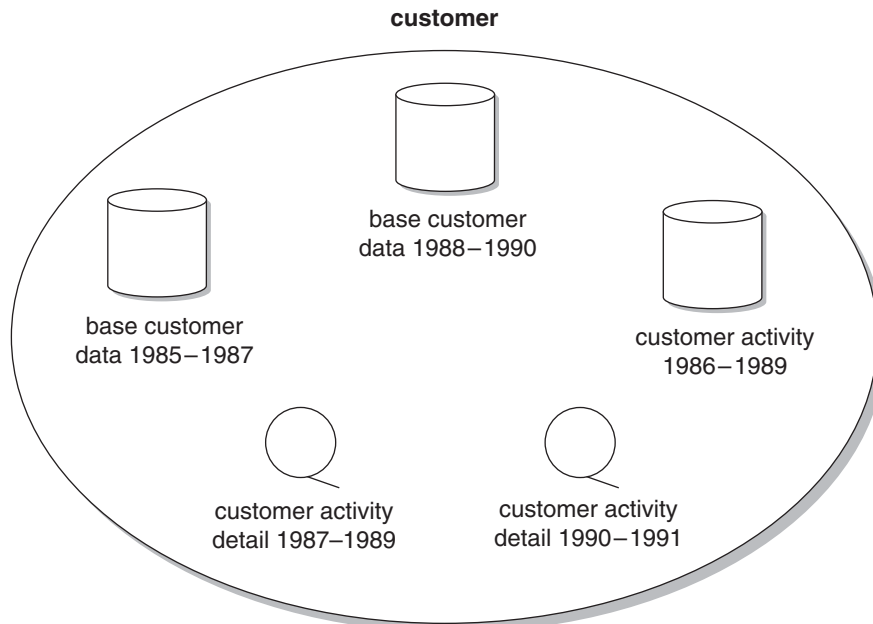 customer
base customer
data 1988–1990
base customer
data 1985–1987
customer activity
1986–1989
customer activity
detail 1987–1989
customer activity
detail 1990–1991